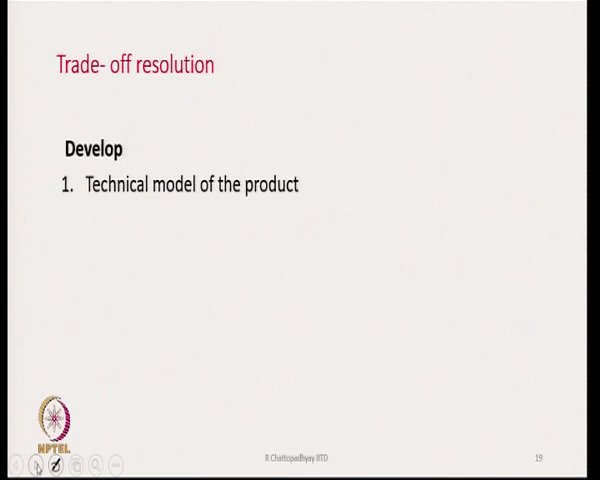 Trade- off resolution
Develop
1. Technical model of the product
NPTEL
R Chattopadhyay IITD
19